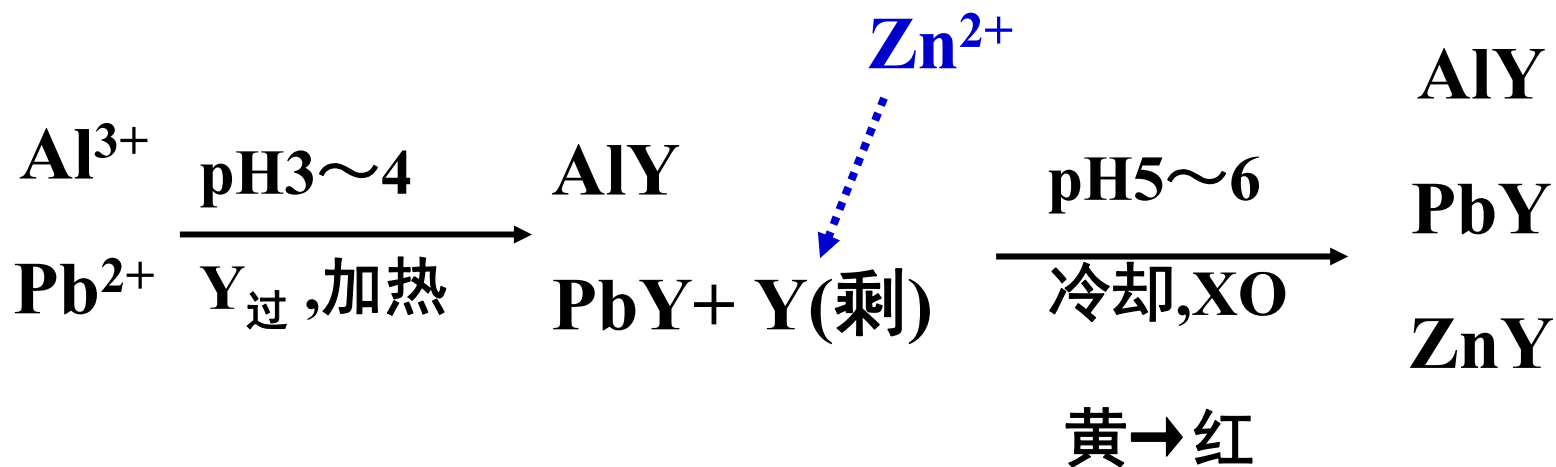 Zn²⁺
Al³⁺
Pb²⁺
pH3～4
Y过 ,加热
AlY
PbY+ Y(剩)
pH5～6
冷却,XO
黄→红
AlY
PbY
ZnY